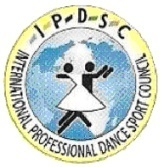 I-P-D-S-C
INTERNATIONAL PROFESSIONAL DANCE SPORT COUNCIL